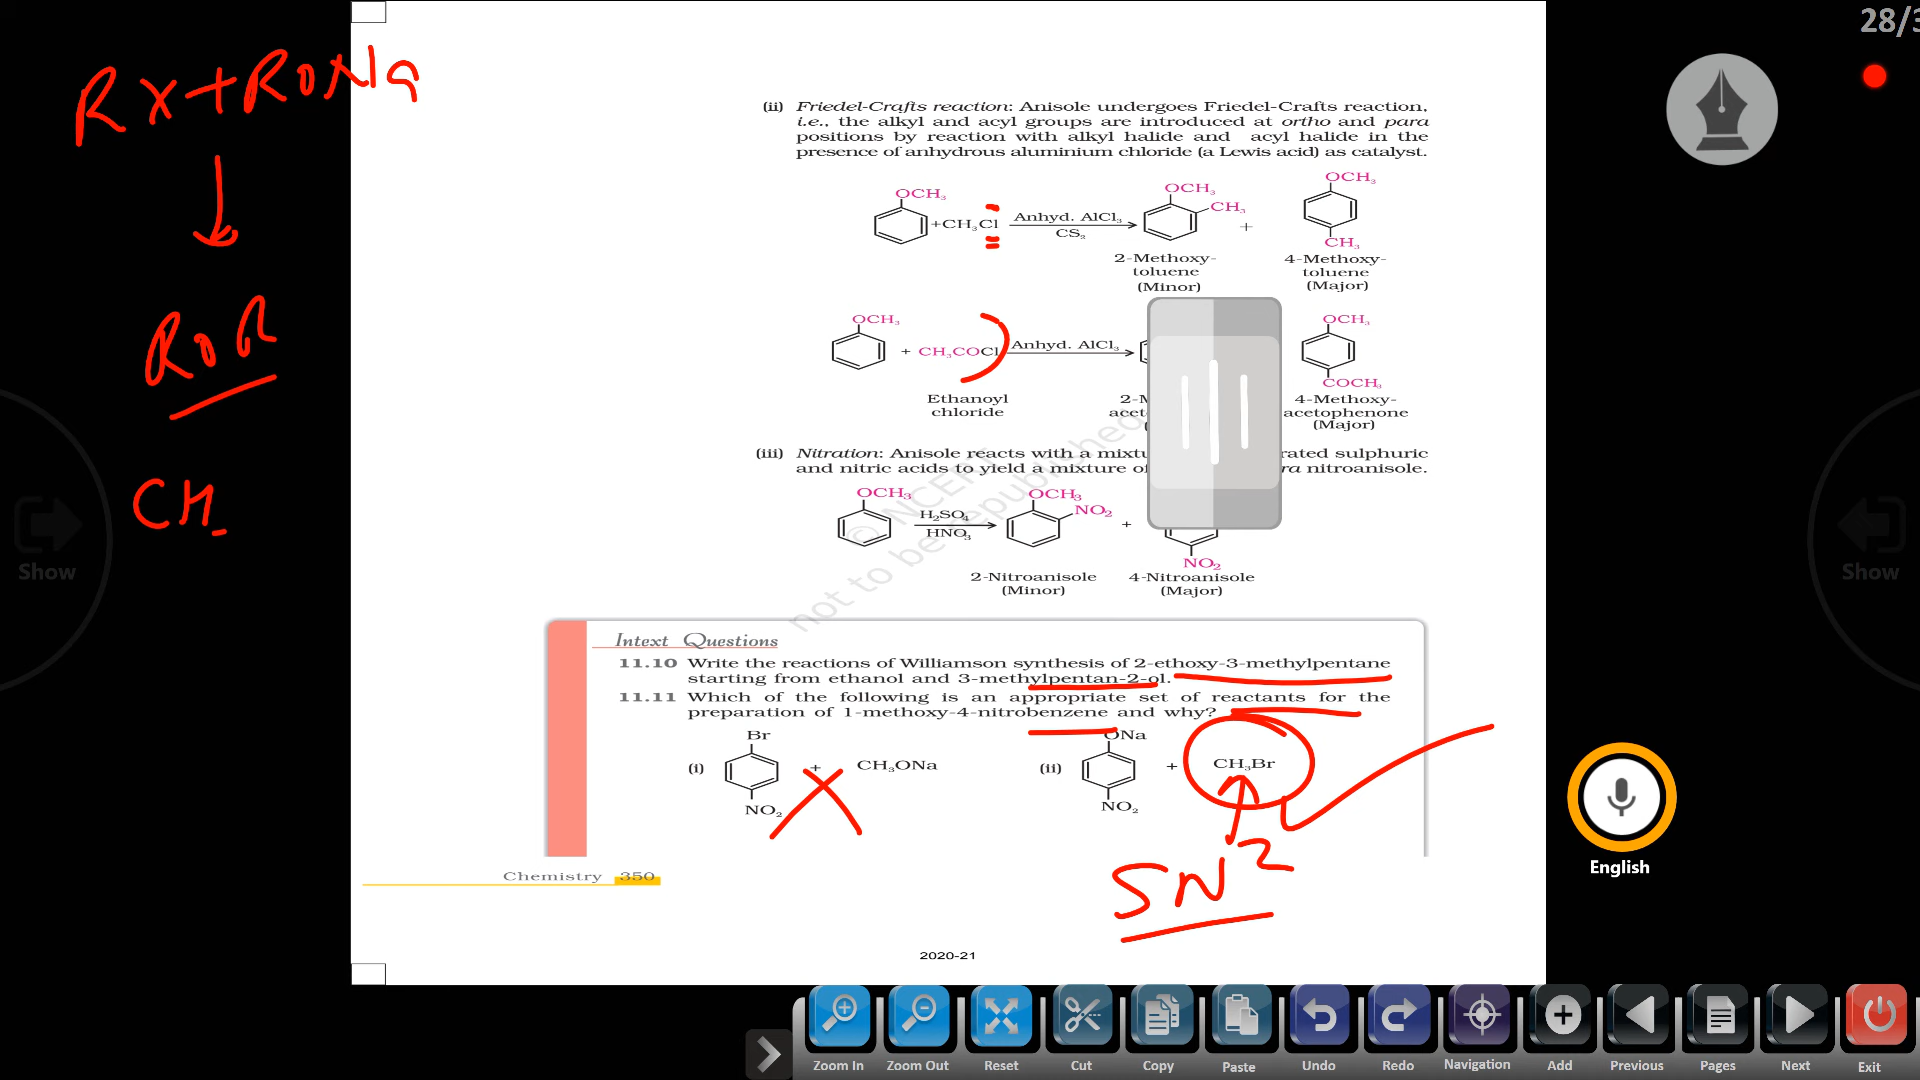 28/3
RX+RONa
ROR
CH
(ii) Friedel-Crafts reaction: Anisole undergoes Friedel-Crafts reaction,
i.e., the alkyl and acyl groups are introduced at ortho and para
positions by reaction with alkyl halide and acyl halide in the
presence of anhydrous aluminium chloride (a Lewis acid) as catalyst.
OCH₃
+CH₃Cl
Anhyd. AlCl₃
CS₂
OCH₃
CH₃
+
OCH₃
CH₃
2-Methoxy-
toluene
(Minor)
4-Methoxy-
toluene
(Major)
OCH₃
+ CH₃COCl
Anhyd. AlCl₃
OCH₃
COCH₃
Ethanoyl
chloride
4-Methoxy-
acetophenone
(Major)
(iii) Nitration: Anisole reacts with a rated sulphuric
and nitric acids to yield a mixture of nitroanisole.
OCH₃
H₂SO₄
HNO₃
OCH₃
NO₂
+
NO₂
2-Nitroanisole
(Minor)
4-Nitroanisole
(Major)
© NCERT
not to be republished
Intext Questions
11.10 Write the reactions of Williamson synthesis of 2-ethoxy-3-methylpentane
starting from ethanol and 3-methylpentan-2-ol.
11.11 Which of the following is an appropriate set of reactants for the
preparation of 1-methoxy-4-nitrobenzene and why?
(i) Br
NO₂
+ CH₃ONa
(ii) ONa
NO₂
+ CH₃Br
SN2
Chemistry 350
2020-21
Show
Show
English
Zoom In Zoom Out Reset Cut Copy Paste Undo Redo Navigation Add Previous Pages Next Exit